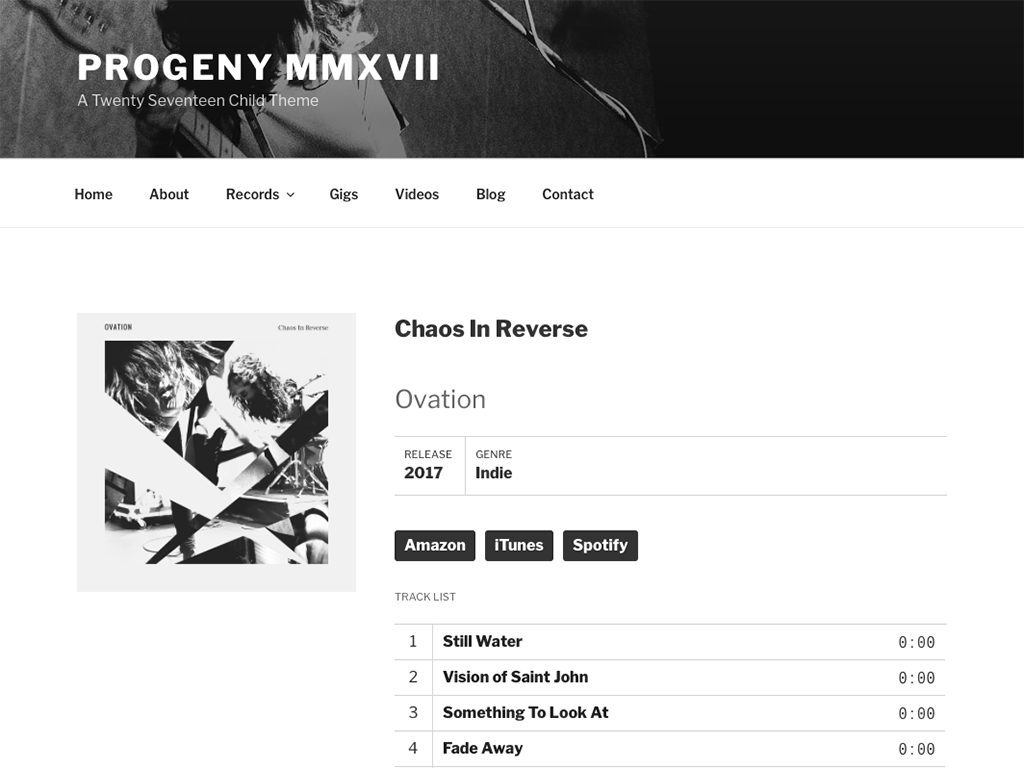 PROGENY MMXVII
A Twenty Seventeen Child Theme
Home About Records Gigs Videos Blog Contact
OVATION Chaos In Reverse
Chaos In Reverse
Ovation
RELEASE GENRE
2017 Indie
Amazon iTunes Spotify
TRACK LIST
1 Still Water 0:00
2 Vision of Saint John 0:00
3 Something To Look At 0:00
4 Fade Away 0:00